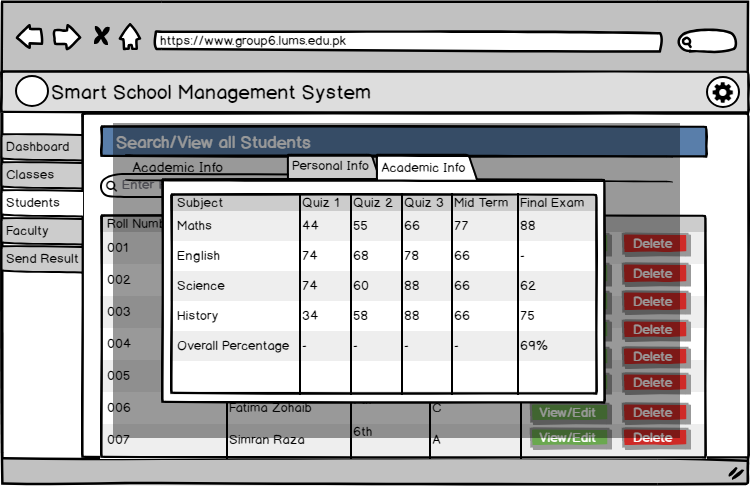 https://www.group6.lums.edu.pk
Smart School Management System
Dashboard
Classes
Students
Faculty
Send Result
Search/View all Students
Academic Info
Personal Info
Academic Info
Enter
Subject Quiz 1 Quiz 2 Quiz 3 Mid Term Final Exam
Maths 44 55 66 77 88
English 74 68 78 66 -
Science 74 60 88 66 62
History 34 58 88 66 75
Overall Percentage - - - - 69%
Roll Numb
001 Delete
002 Delete
003 Delete
Delete
004 Delete
005 Delete
006 Fatima Zohaib C View/Edit Delete
007 Simran Raza 6th A View/Edit Delete